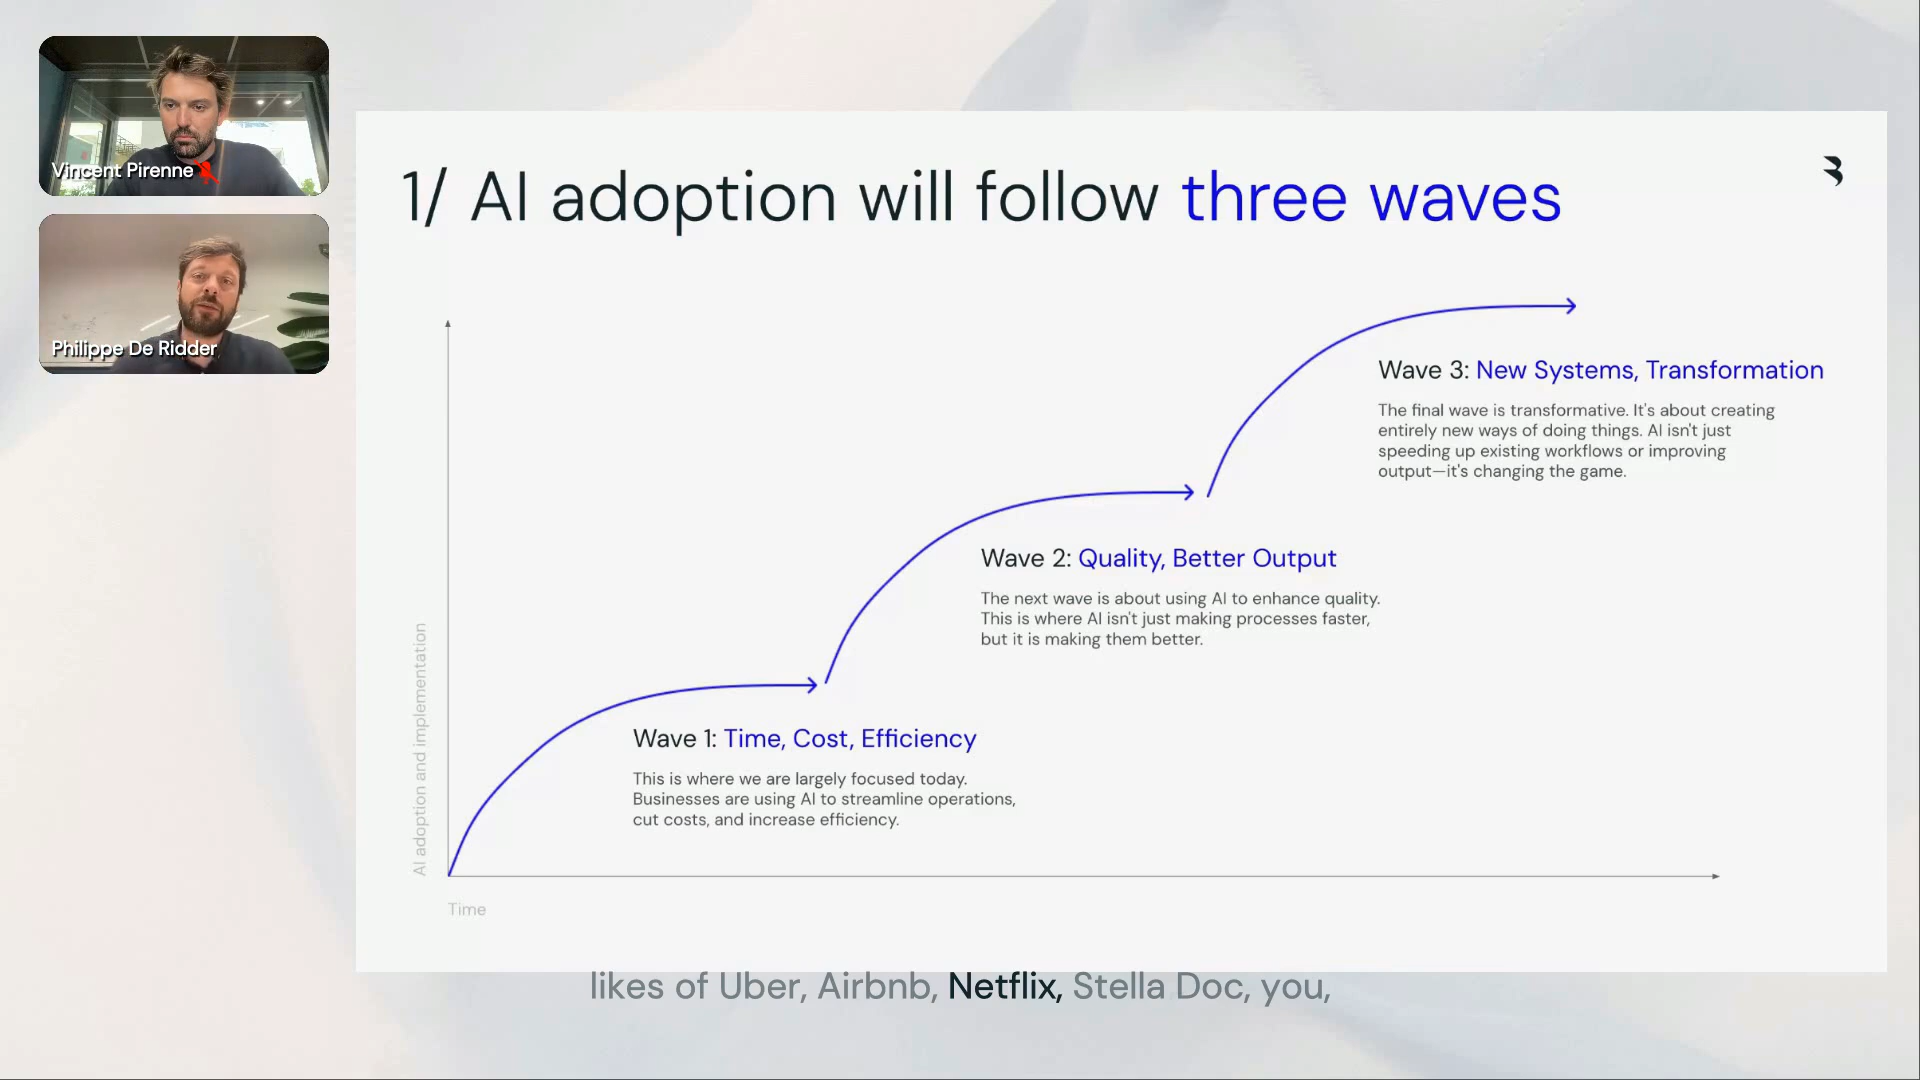 Vincent Pirenne
Philippe De Ridder
1/ AI adoption will follow three waves
Wave 3: New Systems, Transformation
The final wave is transformative. It's about creating
entirely new ways of doing things. AI isn't just
speeding up existing workflows or improving
output—it's changing the game.
Wave 2: Quality, Better Output
The next wave is about using AI to enhance quality.
This is where AI isn't just making processes faster,
but it is making them better.
Wave 1: Time, Cost, Efficiency
This is where we are largely focused today.
Businesses are using AI to streamline operations,
cut costs, and increase efficiency.
AI adoption and implementation
Time
likes of Uber, Airbnb, Netflix, Stella Doc, you,